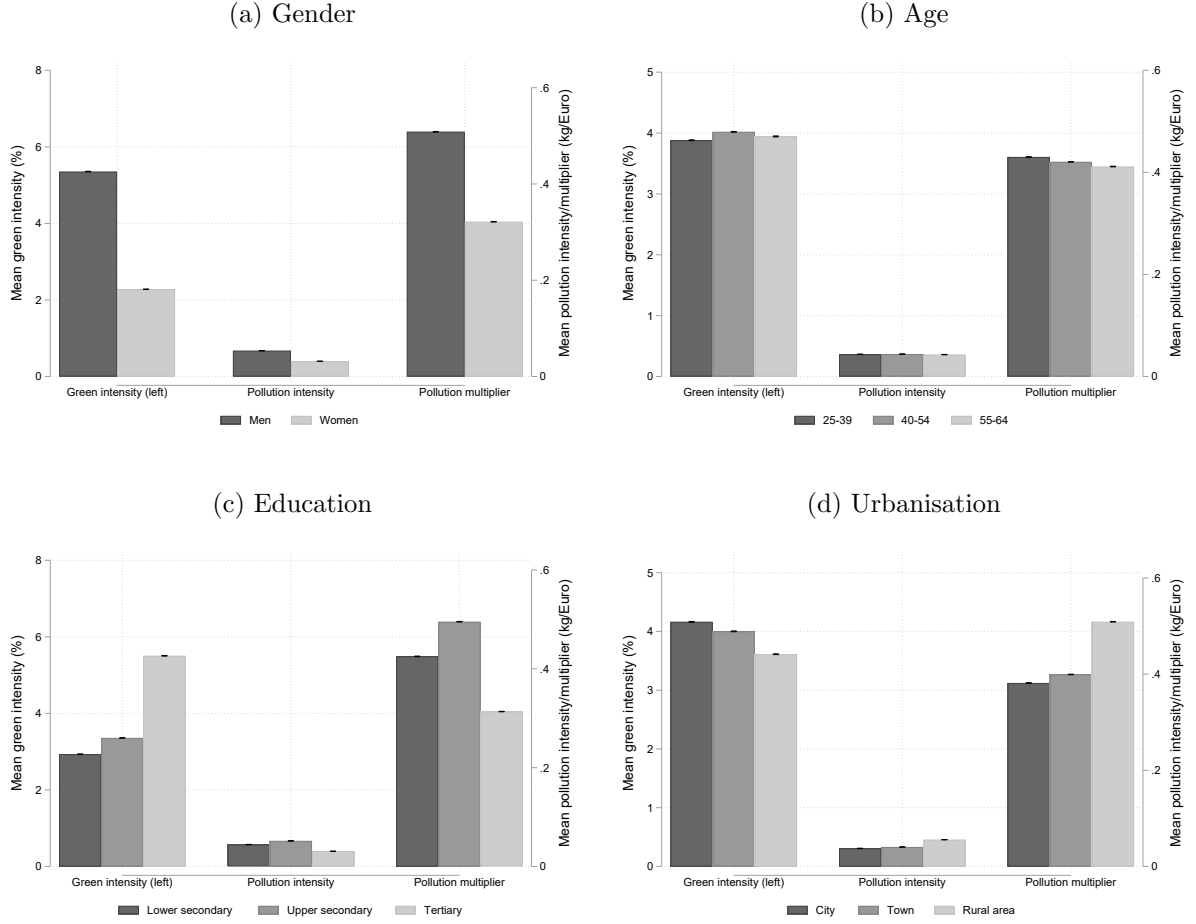 (a) Gender
Mean green intensity (%)
8
6
4
2
0
.6
.4
.2
0
Mean pollution intensity/multiplier (kg/Euro)
Green intensity (left) Pollution intensity Pollution multiplier
Men Women
(b) Age
Mean green intensity (%)
5
4
3
2
1
0
.6
.4
.2
0
Mean pollution intensity/multiplier (kg/Euro)
Green intensity (left) Pollution intensity Pollution multiplier
25-39 40-54 55-64
(c) Education
Mean green intensity (%)
8
6
4
2
0
.6
.4
.2
0
Mean pollution intensity/multiplier (kg/Euro)
Green intensity (left) Pollution intensity Pollution multiplier
Lower secondary Upper secondary Tertiary
(d) Urbanisation
Mean green intensity (%)
5
4
3
2
1
0
.6
.4
.2
0
Mean pollution intensity/multiplier (kg/Euro)
Green intensity (left) Pollution intensity Pollution multiplier
City Town Rural area